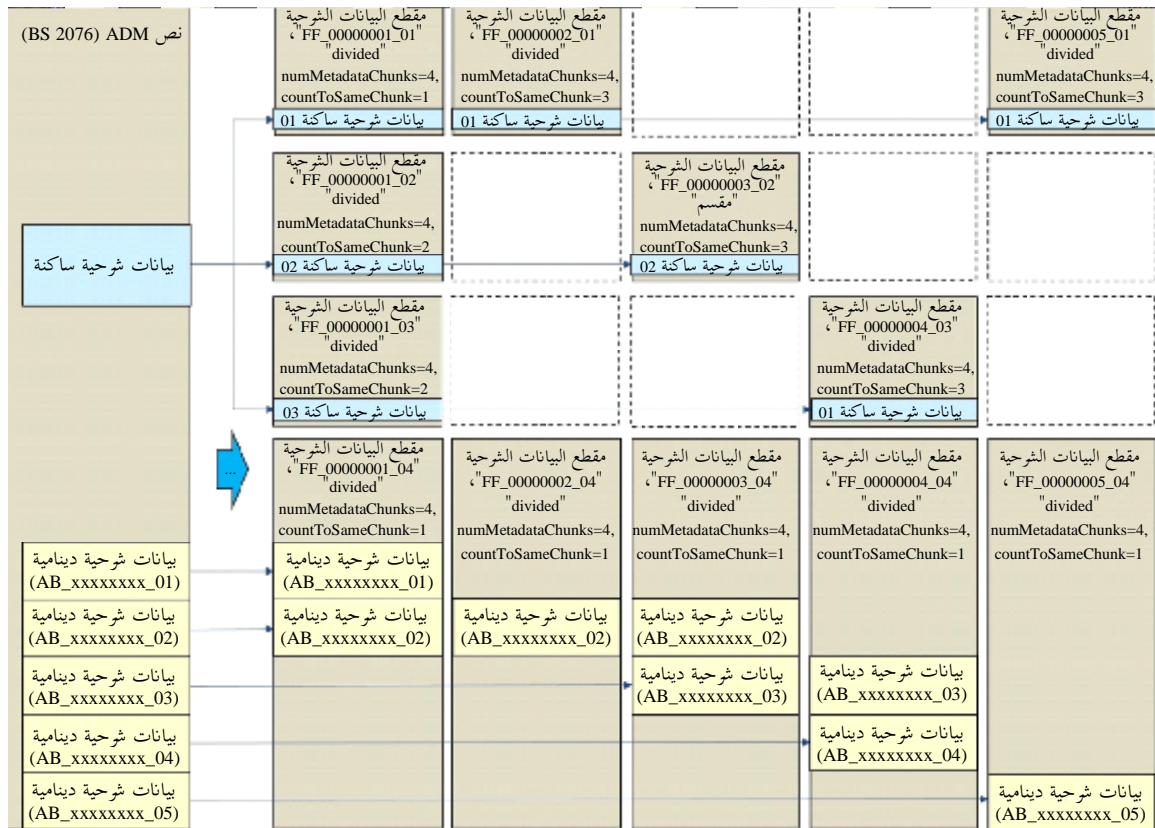 نص ADM ‏(BS 2076)
مقطع البيانات الشرحية
"FF_00000001_01"،
"divided"
numMetadataChunks=4,
countToSameChunk=1
بيانات شرحية ساكنة 01
مقطع البيانات الشرحية
"FF_00000002_01"،
"divided"
numMetadataChunks=4,
countToSameChunk=3
بيانات شرحية ساكنة 01
مقطع البيانات الشرحية
"FF_00000005_01"،
"divided"
numMetadataChunks=4,
countToSameChunk=3
بيانات شرحية ساكنة 01
بيانات شرحية ساكنة
مقطع البيانات الشرحية
"FF_00000001_02"،
"divided"
numMetadataChunks=4,
countToSameChunk=2
بيانات شرحية ساكنة 02
مقطع البيانات الشرحية
"FF_00000003_02"،
"مقسم"
numMetadataChunks=4,
countToSameChunk=3
بيانات شرحية ساكنة 02
مقطع البيانات الشرحية
"FF_00000001_03"،
"divided"
numMetadataChunks=4,
countToSameChunk=2
بيانات شرحية ساكنة 03
مقطع البيانات الشرحية
"FF_00000004_03"،
"divided"
numMetadataChunks=4,
countToSameChunk=3
بيانات شرحية ساكنة 01
...
مقطع البيانات الشرحية
"FF_00000001_04"،
"divided"
numMetadataChunks=4,
countToSameChunk=1
مقطع البيانات الشرحية
"FF_00000002_04"،
"divided"
numMetadataChunks=4,
countToSameChunk=1
مقطع البيانات الشرحية
"FF_00000003_04"،
"divided"
numMetadataChunks=4,
countToSameChunk=1
مقطع البيانات الشرحية
"FF_00000004_04"،
"divided"
numMetadataChunks=4,
countToSameChunk=1
مقطع البيانات الشرحية
"FF_00000005_04"،
"divided"
numMetadataChunks=4,
countToSameChunk=1
بيانات شرحية دينامية
(AB_xxxxxxxx_01)
بيانات شرحية دينامية
(AB_xxxxxxxx_01)
بيانات شرحية دينامية
(AB_xxxxxxxx_02)
بيانات شرحية دينامية
(AB_xxxxxxxx_02)
بيانات شرحية دينامية
(AB_xxxxxxxx_02)
بيانات شرحية دينامية
(AB_xxxxxxxx_02)
بيانات شرحية دينامية
(AB_xxxxxxxx_03)
بيانات شرحية دينامية
(AB_xxxxxxxx_03)
بيانات شرحية دينامية
(AB_xxxxxxxx_03)
بيانات شرحية دينامية
(AB_xxxxxxxx_04)
بيانات شرحية دينامية
(AB_xxxxxxxx_04)
بيانات شرحية دينامية
(AB_xxxxxxxx_05)
بيانات شرحية دينامية
(AB_xxxxxxxx_05)